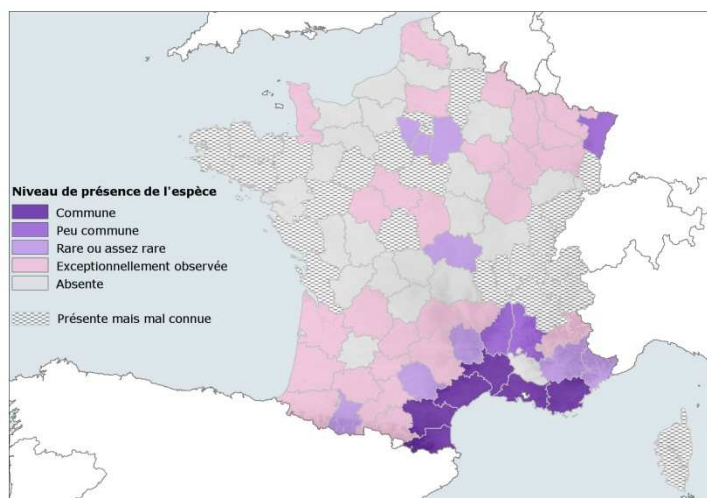 Niveau de présence de l'espèce
Commune
Peu commune
Rare ou assez rare
Exceptionnellement observée
Absente
Présente mais mal connue